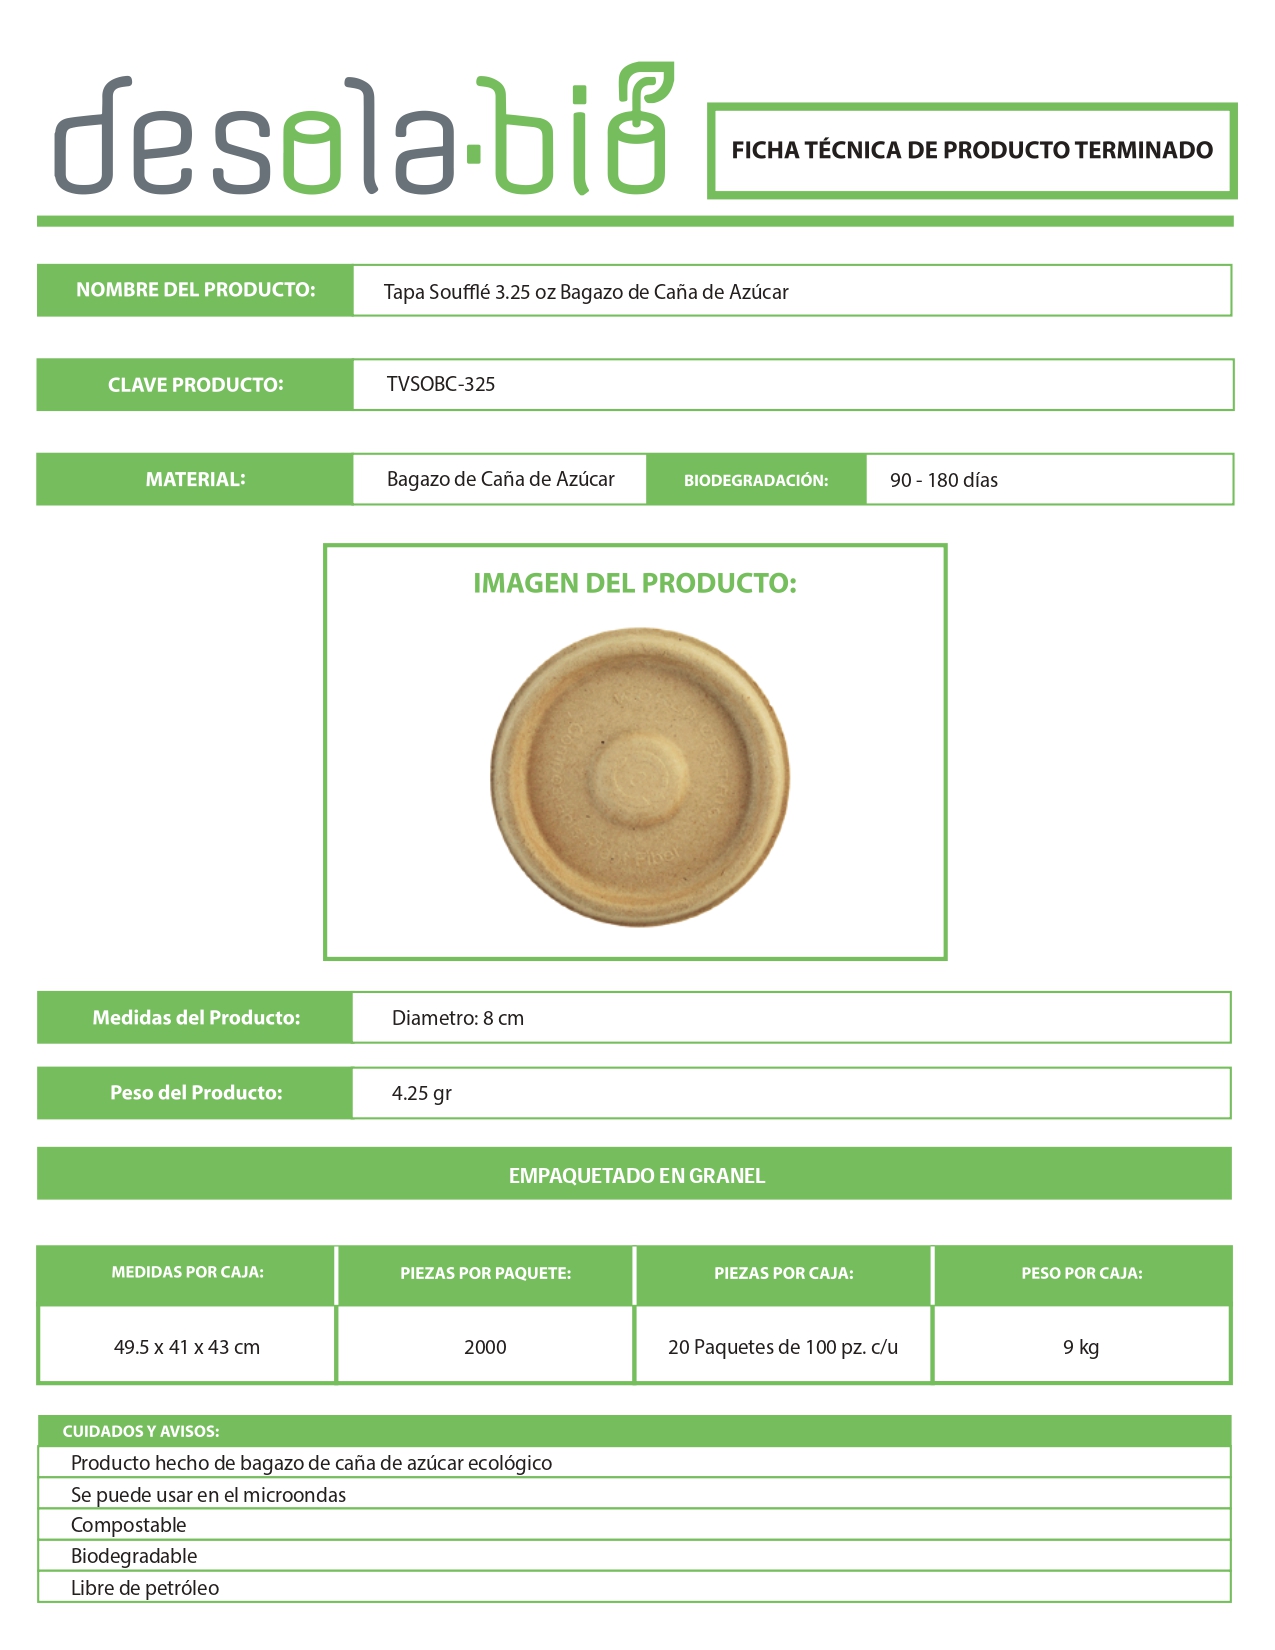 desola.bio
FICHA TÉCNICA DE PRODUCTO TERMINADO
NOMBRE DEL PRODUCTO: Tapa Soufflé 3.25 oz Bagazo de Caña de Azúcar
CLAVE PRODUCTO: TVSOBC-325
MATERIAL: Bagazo de Caña de Azúcar BIODEGRADACIÓN: 90 - 180 días
IMAGEN DEL PRODUCTO:
Medidas del Producto: Diametro: 8 cm
Peso del Producto: 4.25 gr
EMPAQUETADO EN GRANEL
MEDIDAS POR CAJA: PIEZAS POR PAQUETE: PIEZAS POR CAJA: PESO POR CAJA:
49.5 x 41 x 43 cm 2000 20 Paquetes de 100 pz. c/u 9 kg
CUIDADOS Y AVISOS:
Producto hecho de bagazo de caña de azúcar ecológico
Se puede usar en el microondas
Compostable
Biodegradable
Libre de petróleo